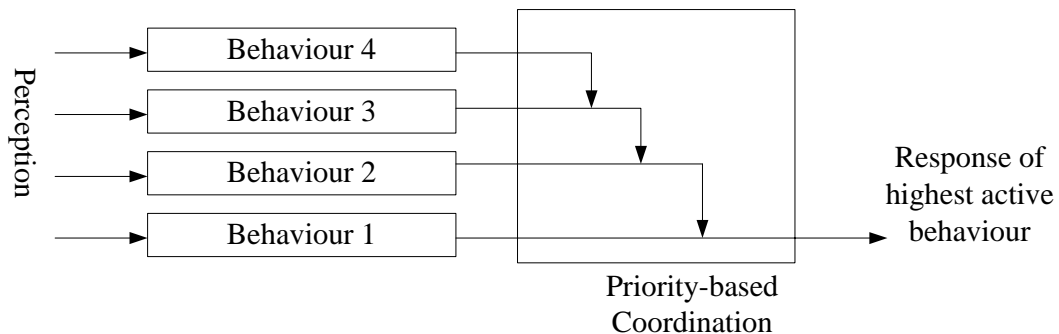 Perception
Behaviour 4
Behaviour 3
Behaviour 2
Behaviour 1
Response of
highest active
behaviour
Priority-based
Coordination